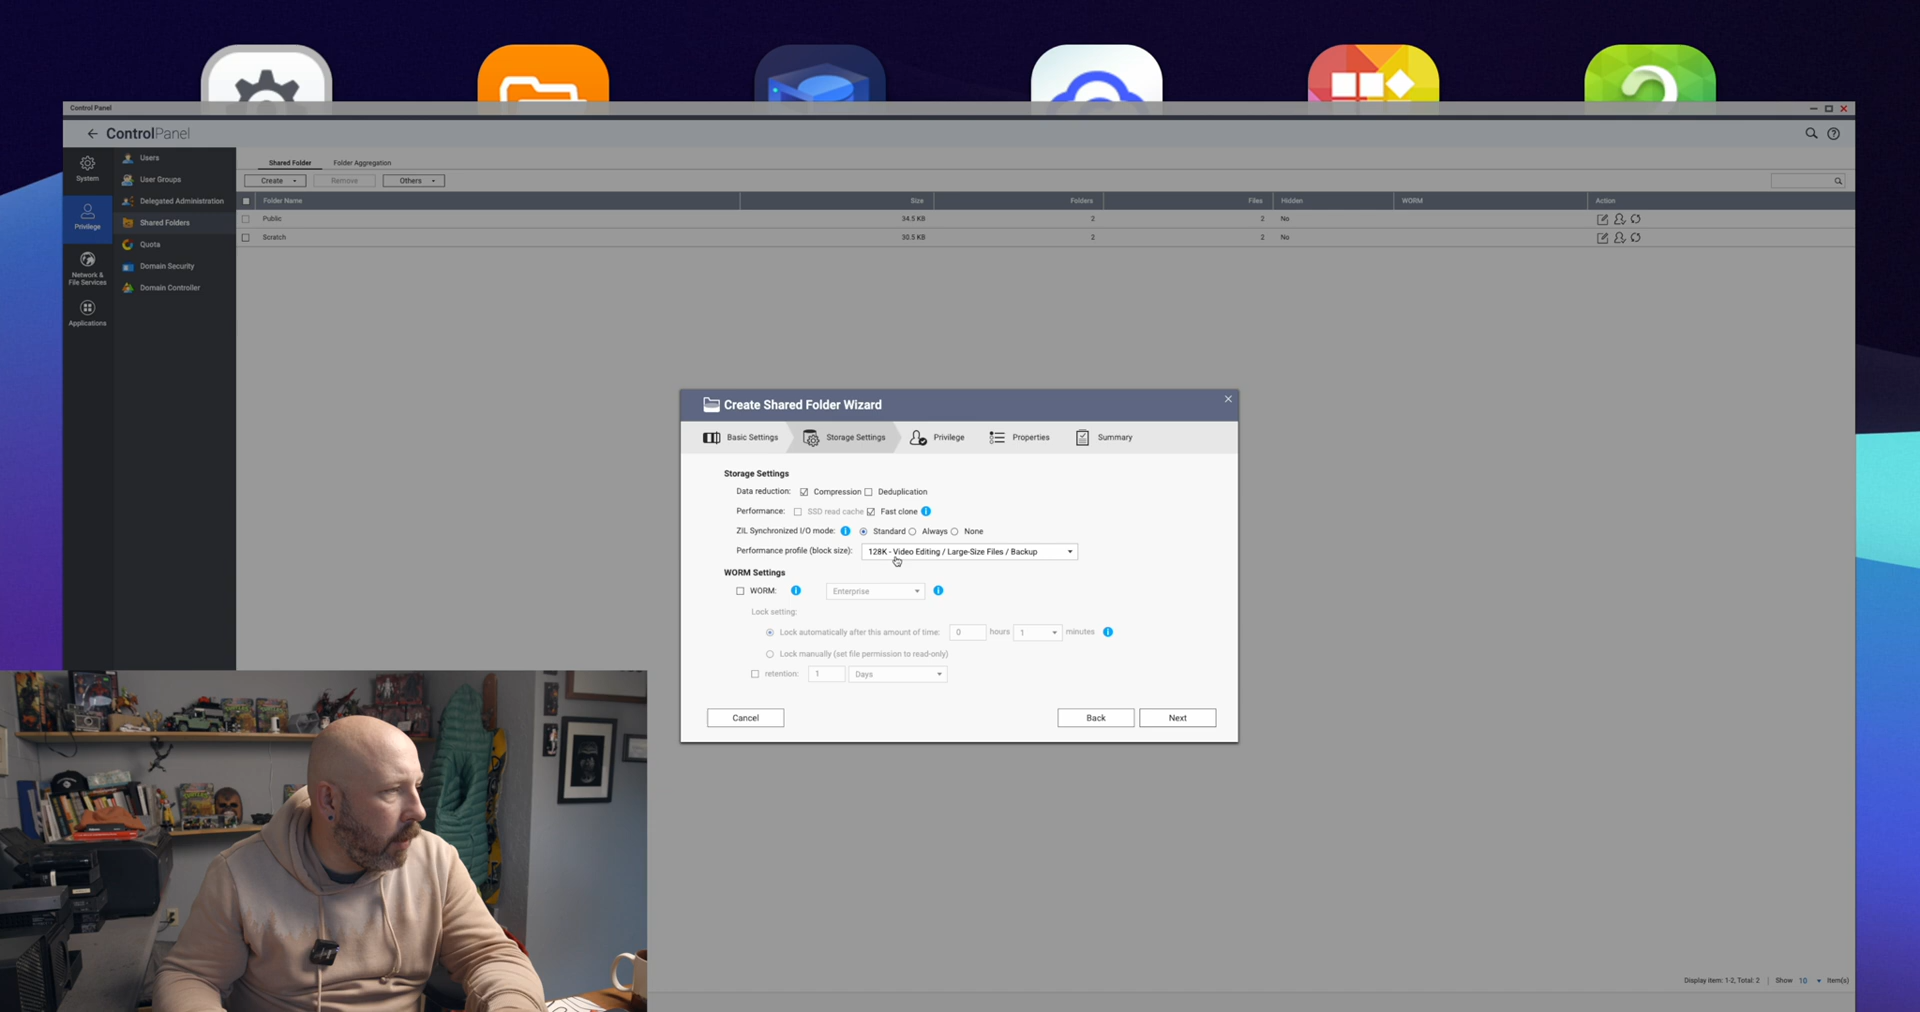 Control Panel
ControlPanel
System
Privilege
Network &
File Services
Applications
Users
User Groups
Delegated Administration
Shared Folders
Quota
Domain Security
Domain Controller
Shared Folder Folder Aggregation
Create Remove Others
Folder Name Size Folders Files Hidden WORM Action
Public 34.5 KB 2 2 No
Scratch 30.5 KB 2 2 No
Create Shared Folder Wizard
Basic Settings Storage Settings Privilege Properties Summary
Storage Settings
Data reduction: Compression Deduplication
Performance: SSD read cache Fast clone
ZIL Synchronized I/O mode: Standard Always None
Performance profile (block size): 128K - Video Editing / Large-Size Files / Backup
WORM Settings
WORM: Enterprise
Lock setting:
Lock automatically after this amount of time: 0 hours 1 minutes
Lock manually (set file permission to read-only)
retention: 1 Days
Cancel Back Next
Display item: 1-2, Total: 2 | Show 10 Item(s)